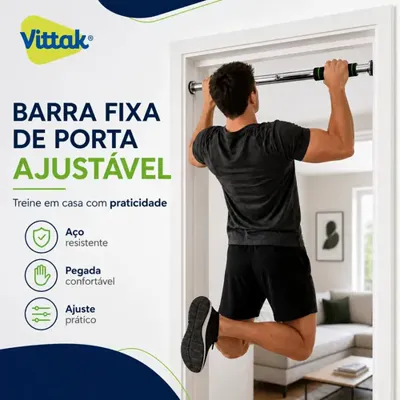 Vittak®
BARRA FIXA
DE PORTA
AJUSTÁVEL
Treine em casa com praticidade
Aço
resistente
Pegada
confortável
Ajuste
prático